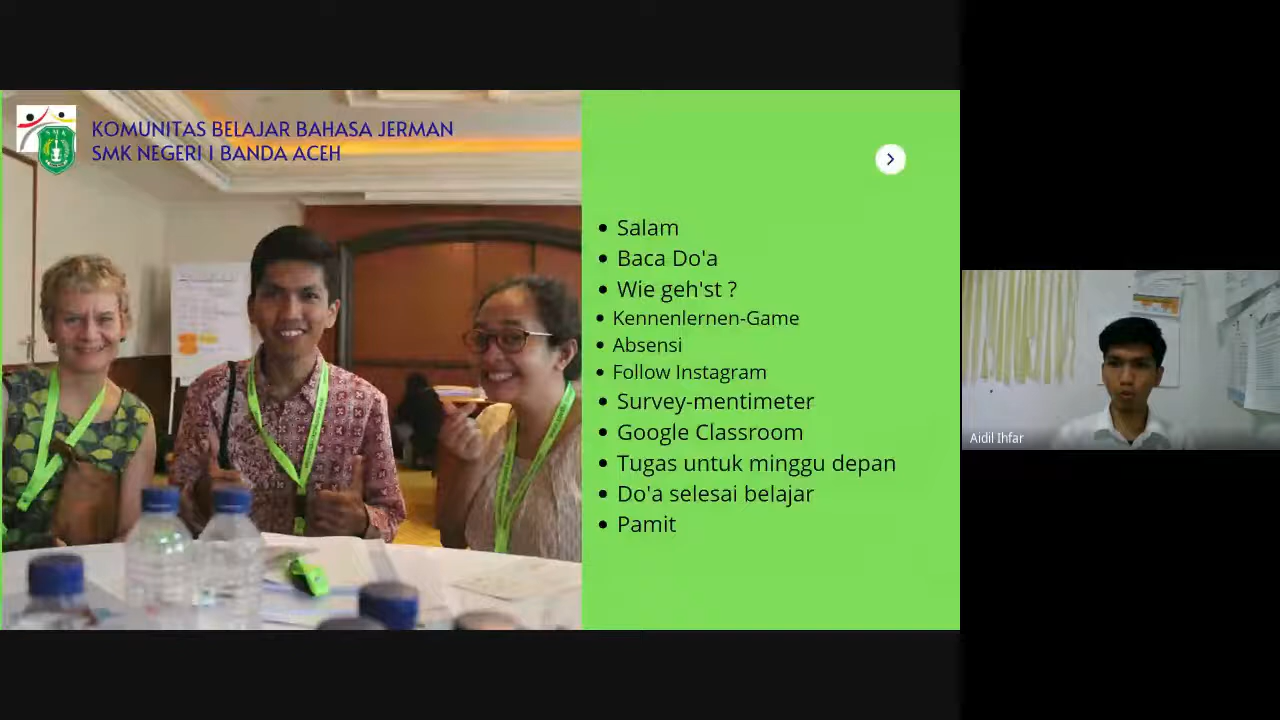 KOMUNITAS BELAJAR BAHASA JERMAN
SMK NEGERI 1 BANDA ACEH
• Salam
• Baca Do'a
• Wie geh'st ?
• Kennenlernen-Game
• Absensi
• Follow Instagram
• Survey-mentimeter
• Google Classroom
• Tugas untuk minggu depan
• Do'a selesai belajar
• Pamit
Aidil Ihfar